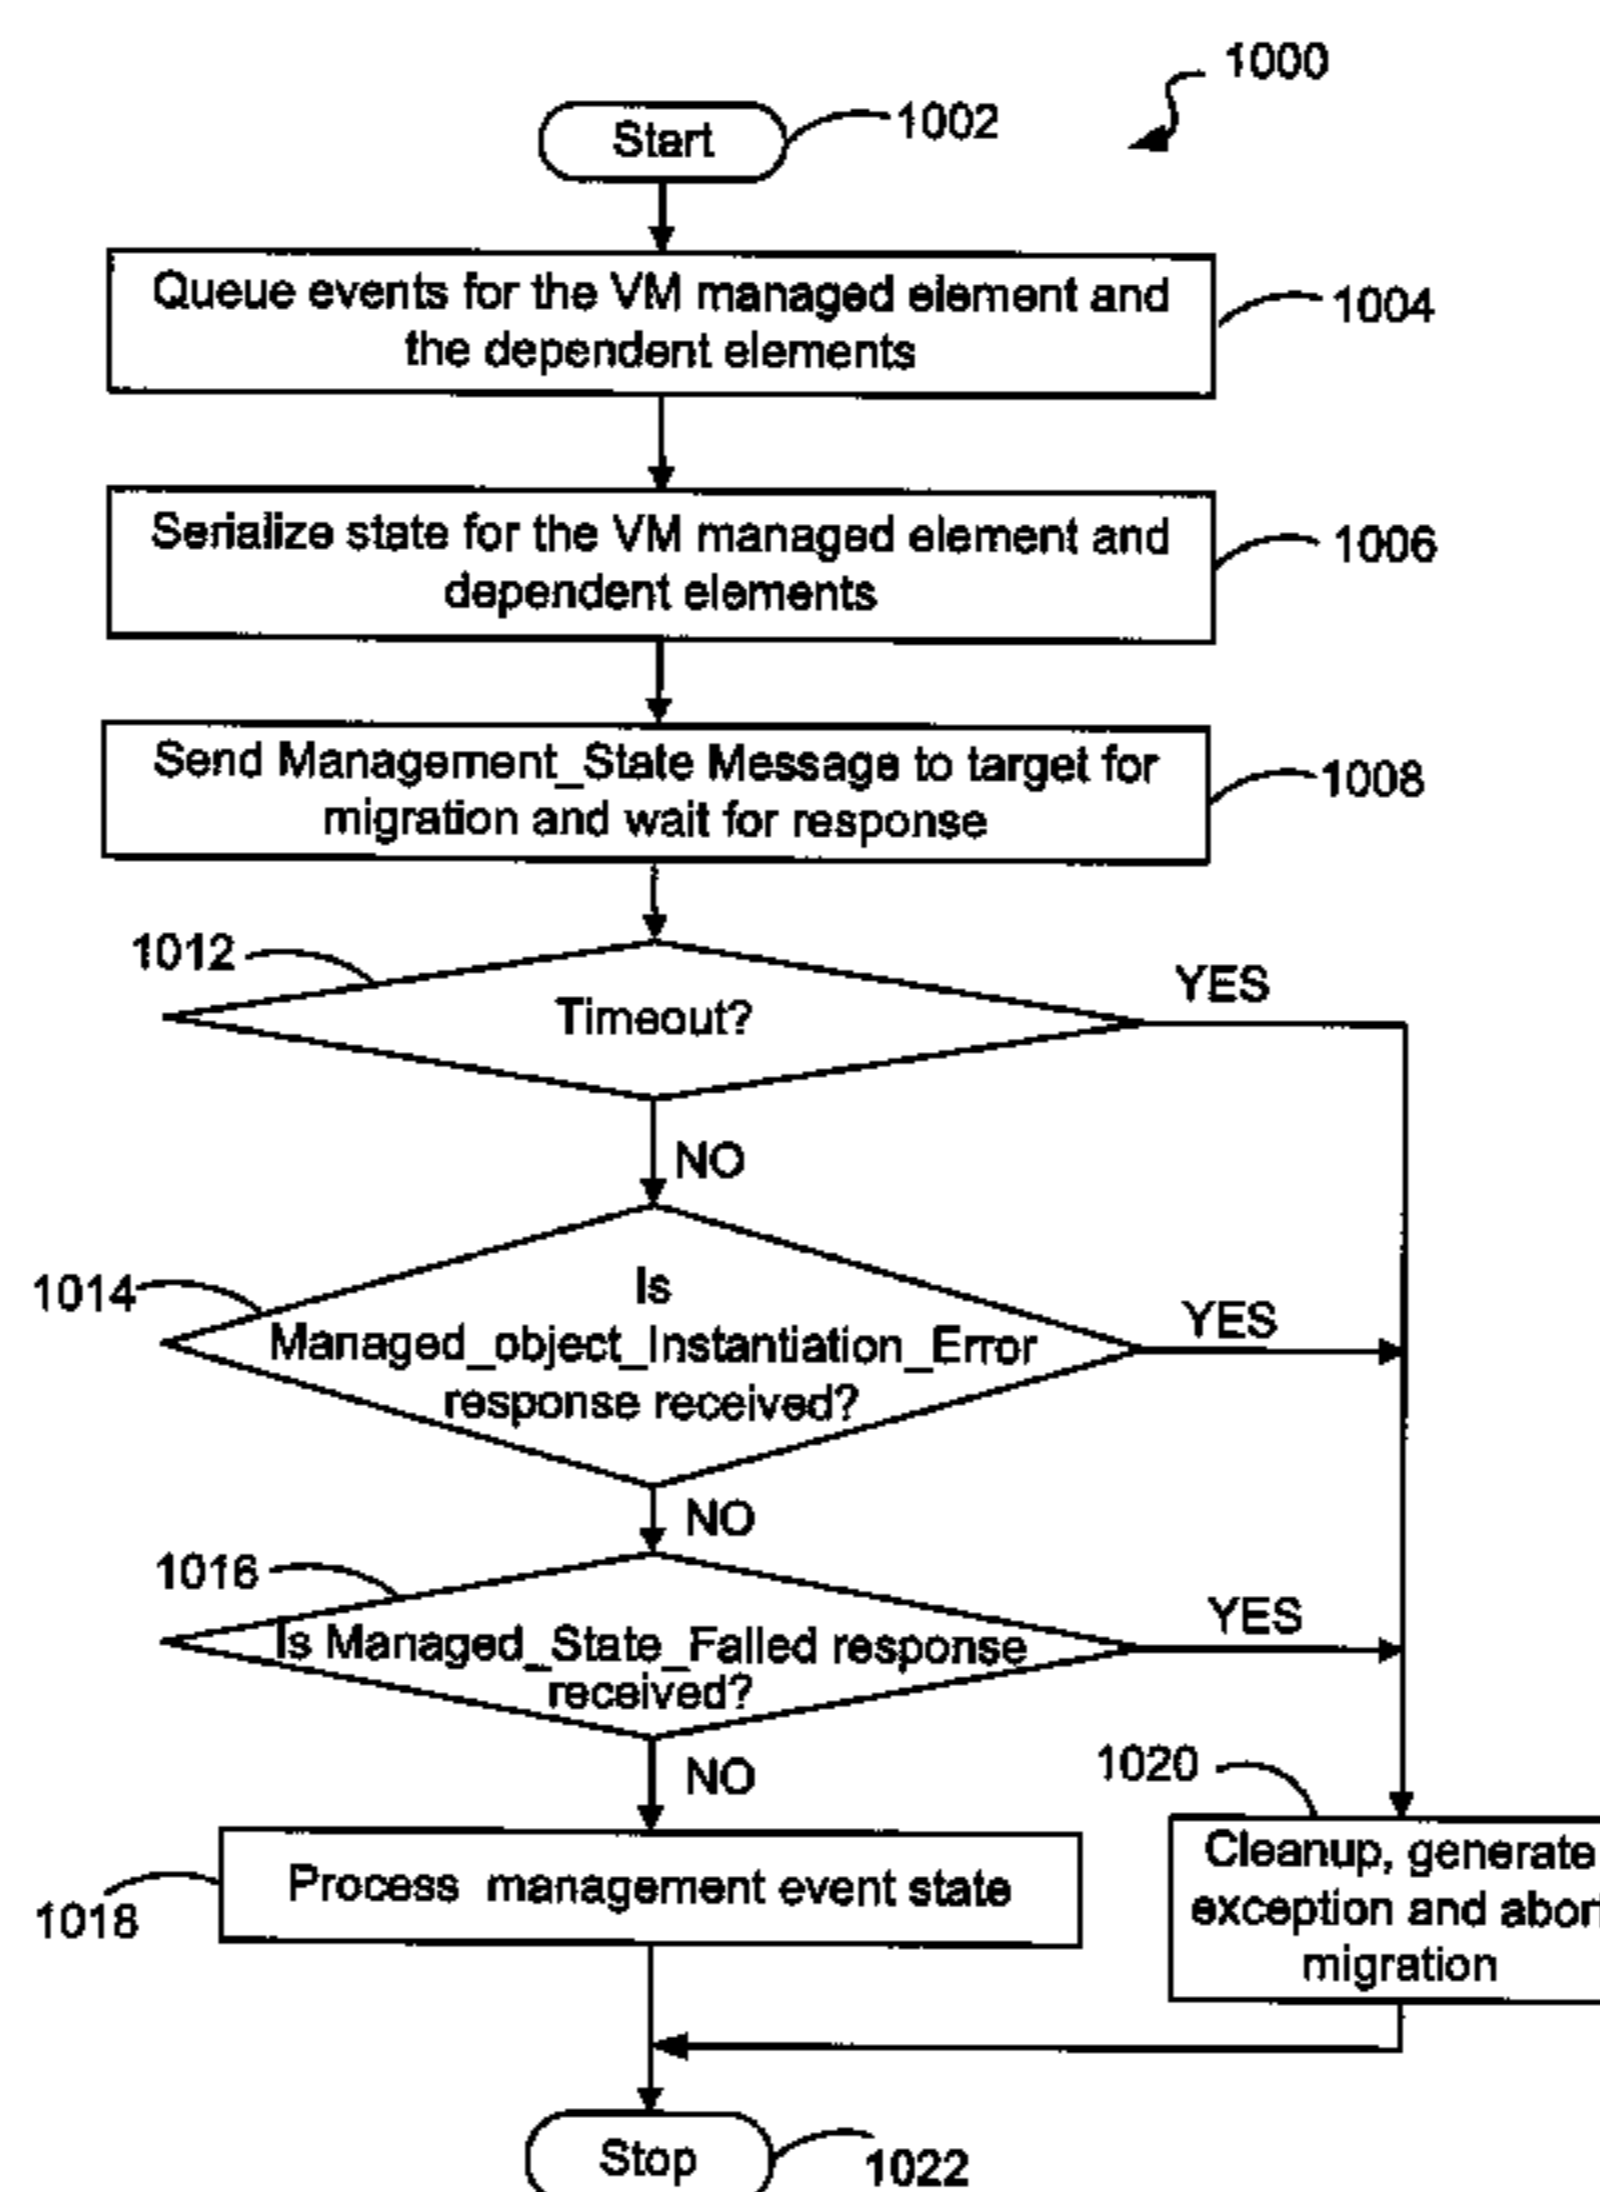 1000
Start
1002
Queue events for the VM managed element and
the dependent elements
1004
Serialize state for the VM managed element and
dependent elements
1006
Send Management_State Message to target for
migration and wait for response
1008
1012
Timeout?
YES
NO
1014
Is
Managed_object_Instantiation_Error
response received?
YES
NO
1016
Is Managed_State_Failed response
received?
YES
NO
1020
Process management event state
1018
Cleanup, generate
exception and abort
migration
Stop
1022